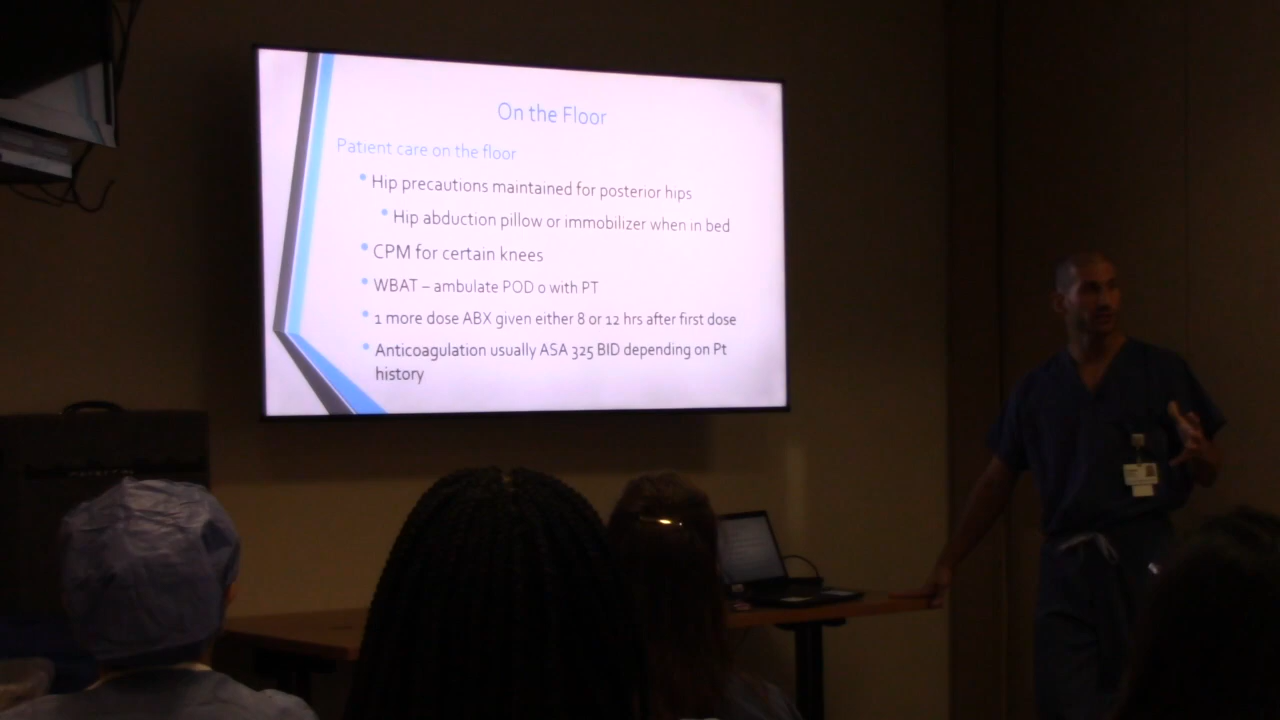 On the Floor
Patient care on the floor
• Hip precautions maintained for posterior hips
• Hip abduction pillow or immobilizer when in bed
• CPM for certain knees
• WBAT – ambulate POD 0 with PT
• 1 more dose ABX given either 8 or 12 hrs after first dose
• Anticoagulation usually ASA 325 BID depending on Pt
history